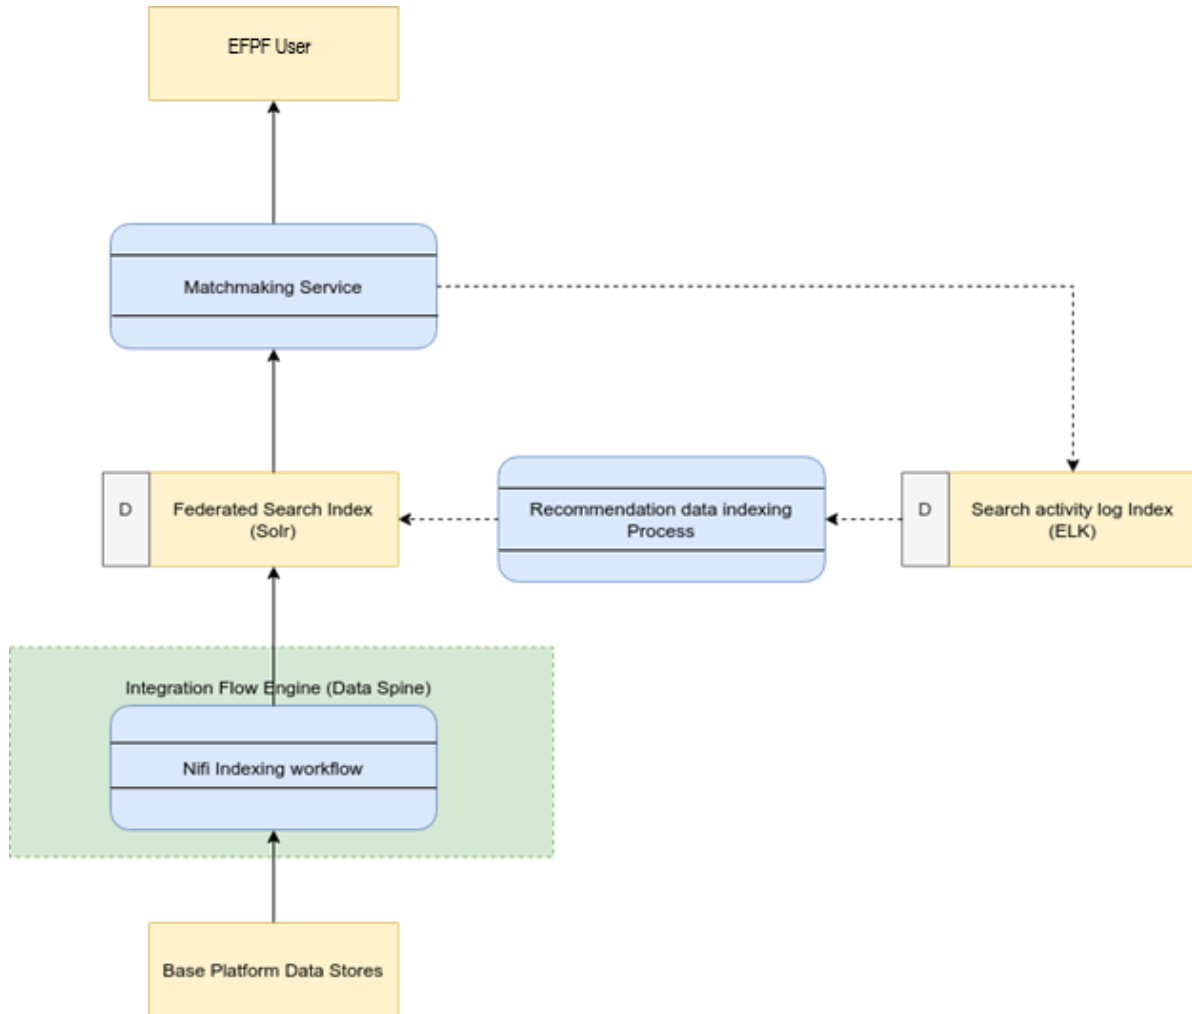 EFPF User
Matchmaking Service
D
Federated Search Index
(Solr)
Recommendation data indexing
Process
D
Search activity log Index
(ELK)
Integration Flow Engine (Data Spine)
Nifi Indexing workflow
Base Platform Data Stores